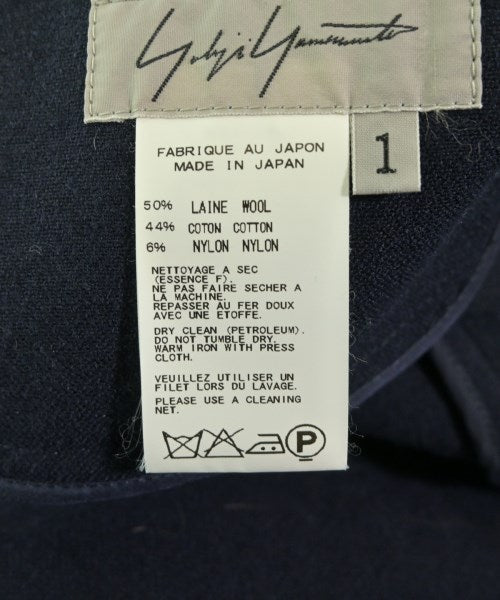 Yohji Yamamoto
1
FABRIQUE AU JAPON
MADE IN JAPAN
50% LAINE WOOL
44% COTON COTTON
6% NYLON NYLON
NETTOYAGE A SEC
(ESSENCE F).
NE PAS FAIRE SECHER A
LA MACHINE.
REPASSER AU FER DOUX
AVEC UNE ETOFFE.
DRY CLEAN (PETROLEUM).
DO NOT TUMBLE DRY.
WARM IRON WITH PRESS
CLOTH.
VEUILLEZ UTILISER UN
FILET LORS DU LAVAGE.
PLEASE USE A CLEANING
NET.
P